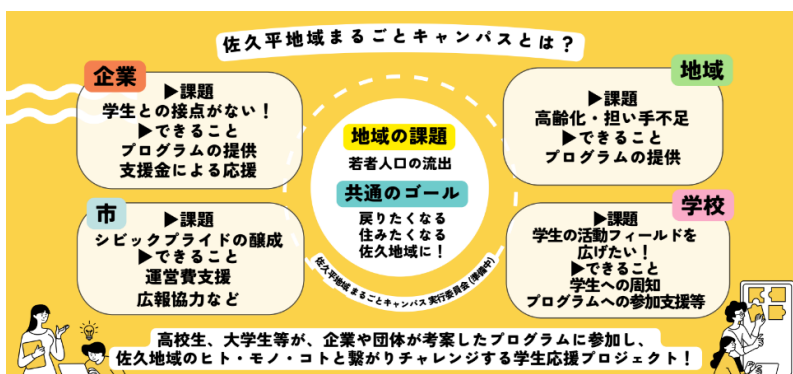 佐久平地域まるごとキャンパスとは？
企業
▶課題
学生との接点がない！
▶できること
プログラムの提供
支援金による応援
地域
▶課題
高齢化・担い手不足
▶できること
プログラムの提供
地域の課題
若者人口の流出
共通のゴール
戻りたくなる
住みたくなる
佐久地域に！
佐久平地域まるごとキャンパス実行委員会(準備中)
市
▶課題
シビックプライドの醸成
▶できること
運営費支援
広報協力など
学校
▶課題
学生の活動フィールドを
広げたい！
▶できること
学生への周知
プログラムへの参加支援等
高校生、大学生等が、企業や団体が考案したプログラムに参加し、
佐久地域のヒト・モノ・コトと繋がりチャレンジする学生応援プロジェクト！